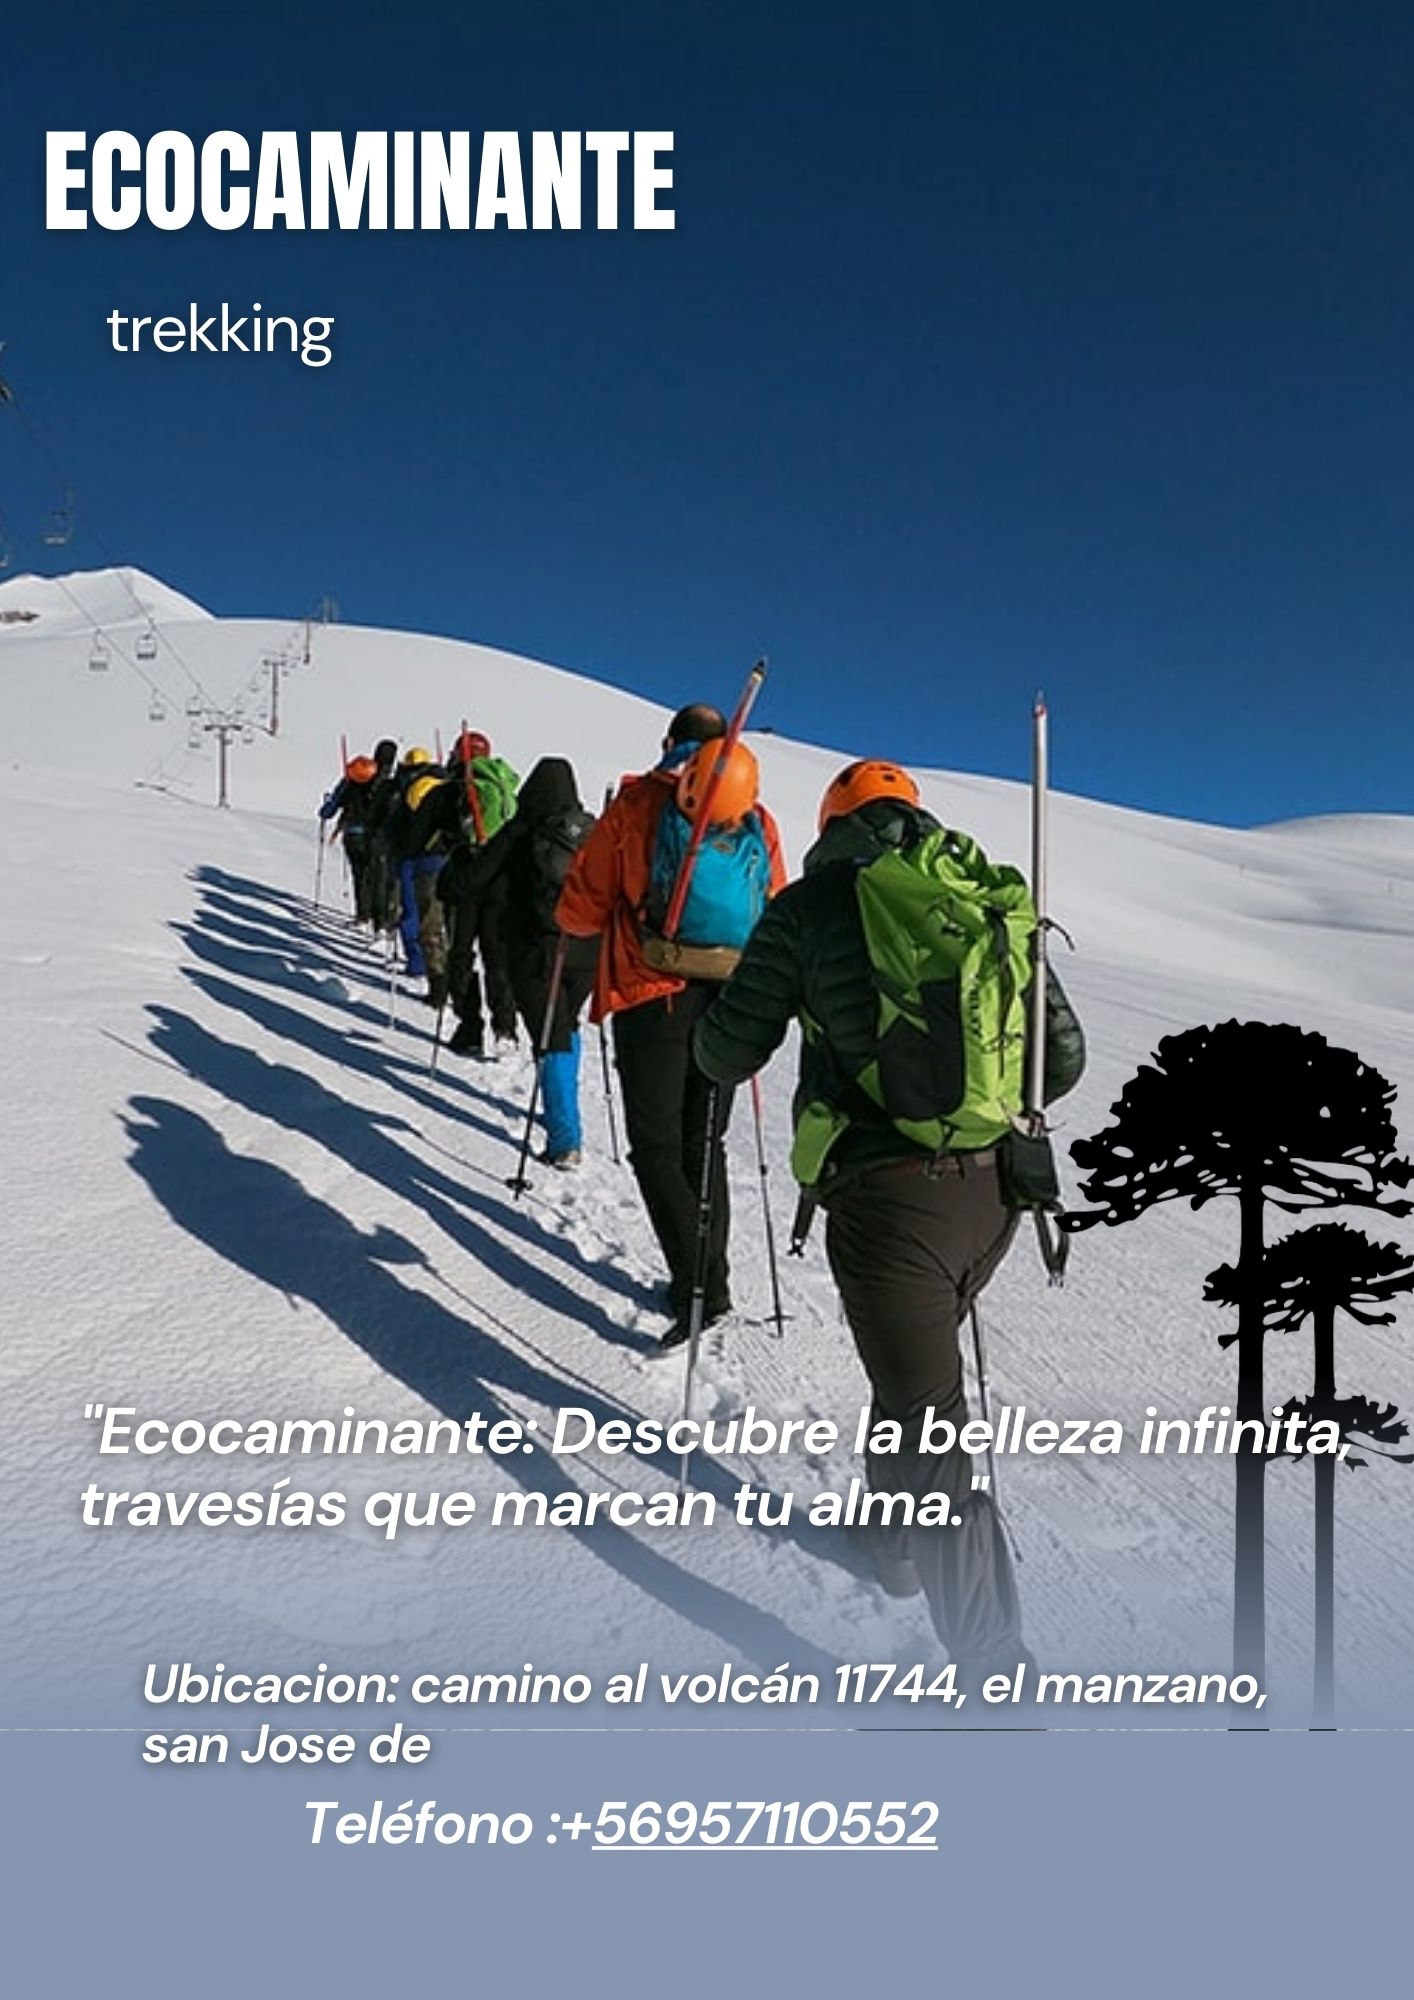 ECOCAMINANTE
trekking
"Ecocaminante: Descubre la belleza infinita,
travesías que marcan tu alma."
Ubicacion: camino al volcán 11744, el manzano,
san Jose de
Teléfono :+56957110552